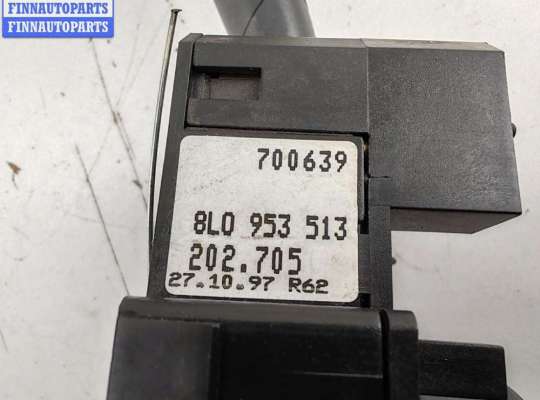 FINNAUTOPARTS
FINNAUTOPARTS
700639
8L0 953 513
202.705
27.10.97 R62